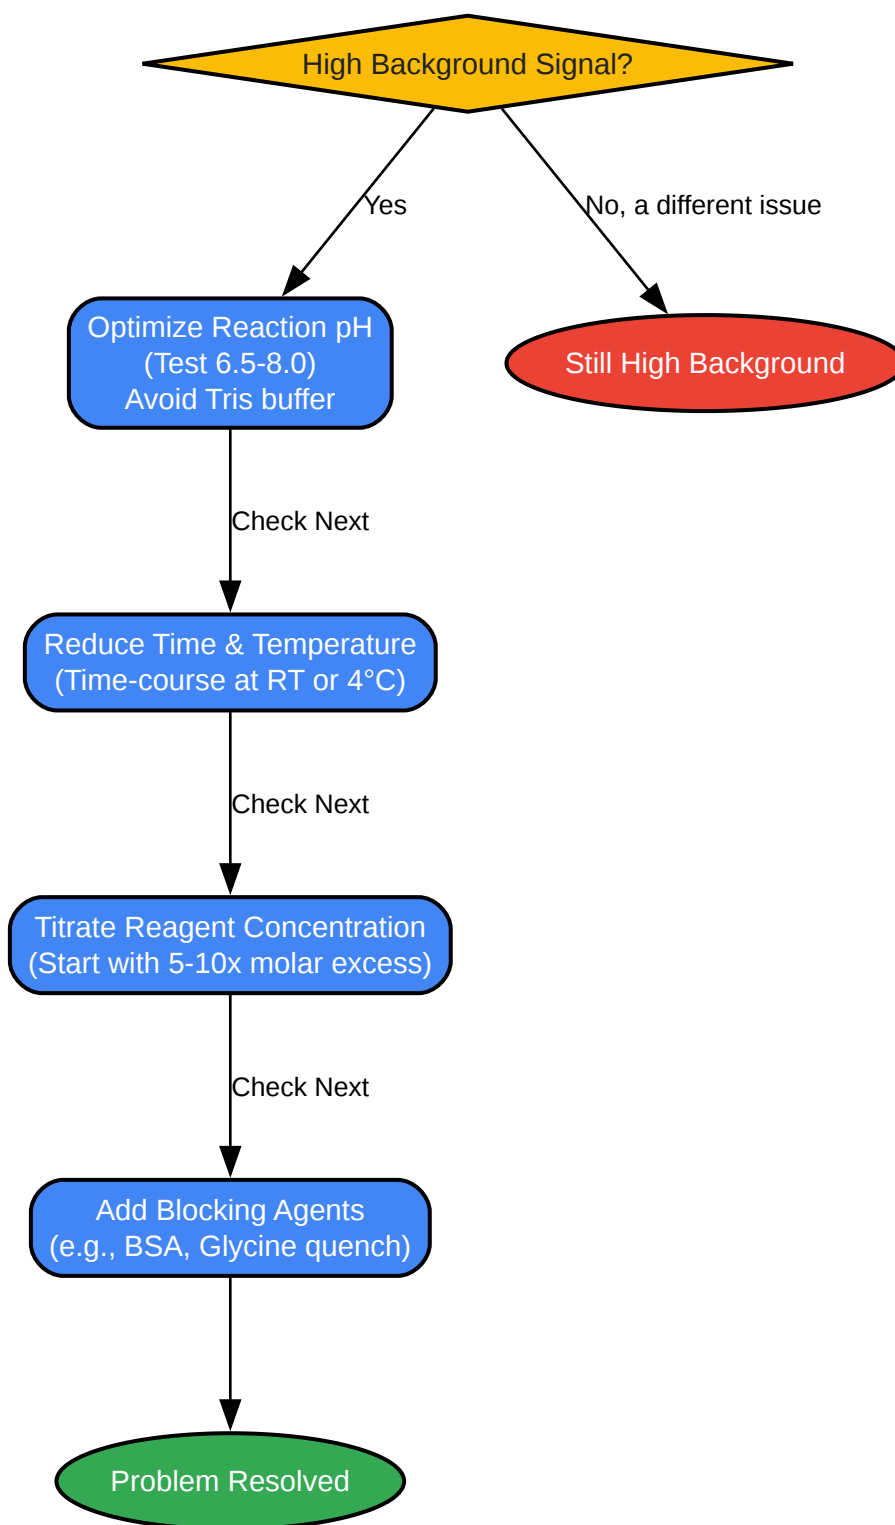 High Background Signal?
Yes
No, a different issue
Optimize Reaction pH
(Test 6.5-8.0)
Avoid Tris buffer
Still High Background
Check Next
Reduce Time & Temperature
(Time-course at RT or 4°C)
Check Next
Titrate Reagent Concentration
(Start with 5-10x molar excess)
Check Next
Add Blocking Agents
(e.g., BSA, Glycine quench)
Problem Resolved